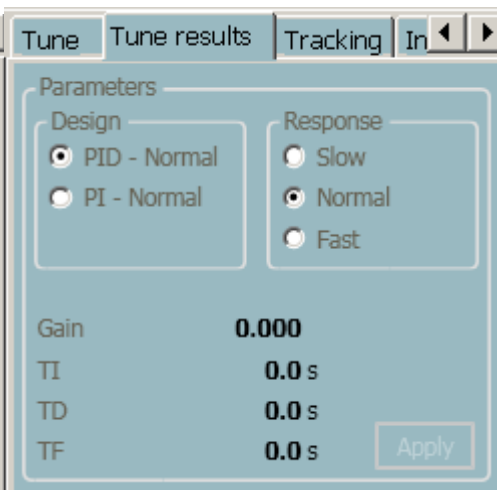 Tune Tune results Tracking In
Parameters
Design
PID - Normal
PI - Normal
Response
Slow
Normal
Fast
Gain 0.000
TI 0.0 s
TD 0.0 s
TF 0.0 s
Apply